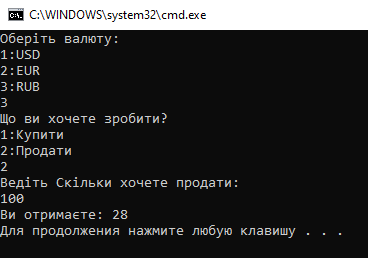 C:\WINDOWS\system32\cmd.exe
Оберіть валюту:
1:USD
2:EUR
3:RUB
3
Що ви хочете зробити?
1:Купити
2:Продати
2
Ведіть Скільки хочете продати:
100
Ви отримаєте: 28
Для продолжения нажмите любую клавишу . . .